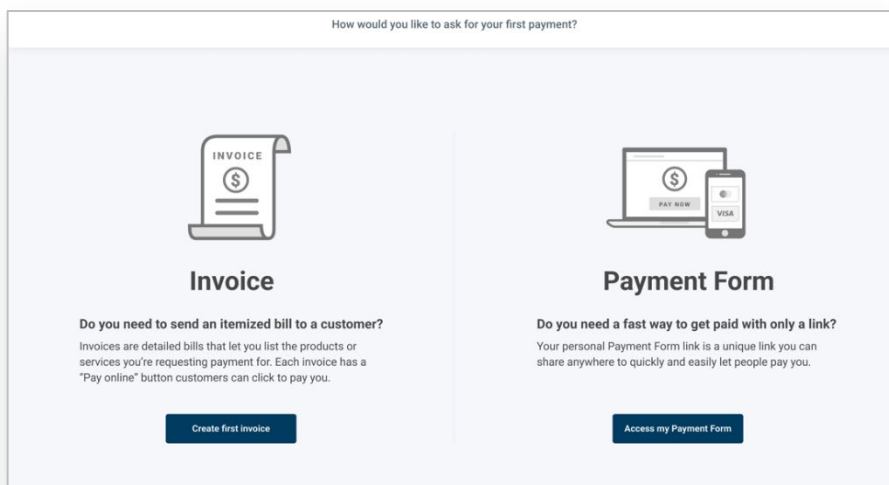 How would you like to ask for your first payment?
INVOICE
$
Invoice
Do you need to send an itemized bill to a customer?
Invoices are detailed bills that let you list the products or
services you’re requesting payment for. Each invoice has a
“Pay online” button customers can click to pay you.
Create first invoice
$
PAY NOW
VISA
Payment Form
Do you need a fast way to get paid with only a link?
Your personal Payment Form link is a unique link you can
share anywhere to quickly and easily let people pay you.
Access my Payment Form